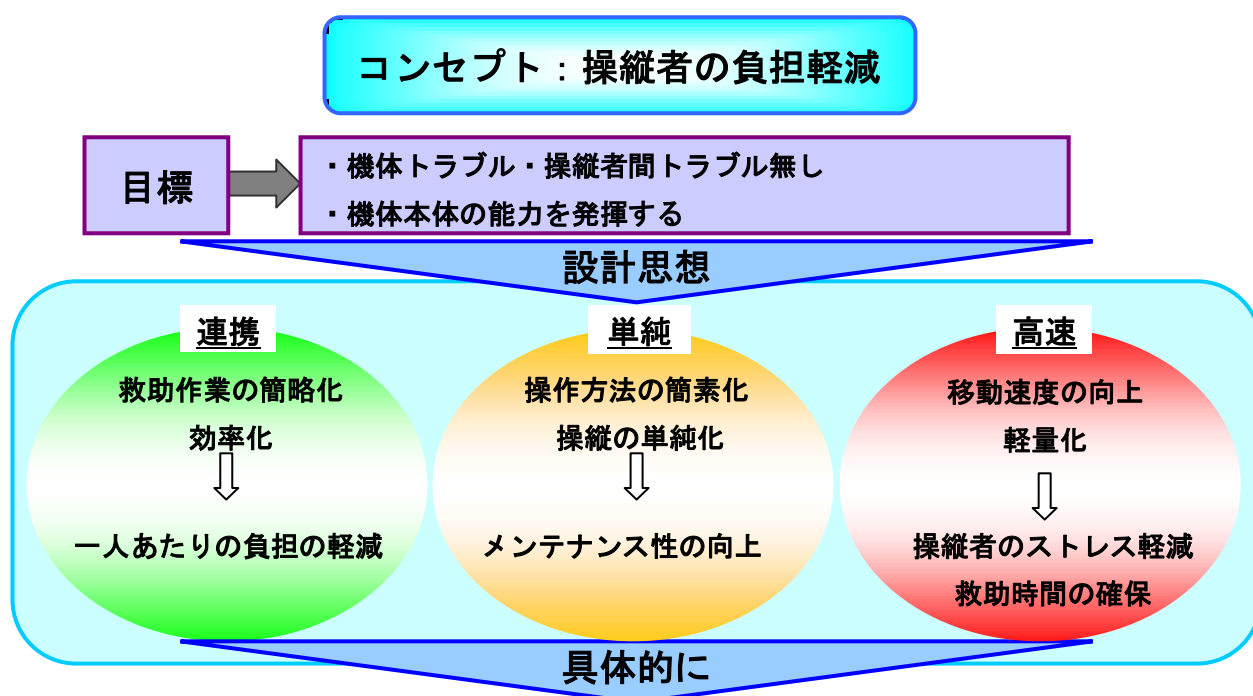 コンセプト：操縦者の負担軽減
目標
・機体トラブル・操縦者間トラブル無し
・機体本体の能力を発揮する
設計思想
連携
救助作業の簡略化
効率化
一人あたりの負担の軽減
単純
操作方法の簡素化
操縦の単純化
メンテナンス性の向上
高速
移動速度の向上
軽量化
操縦者のストレス軽減
救助時間の確保
具体的に